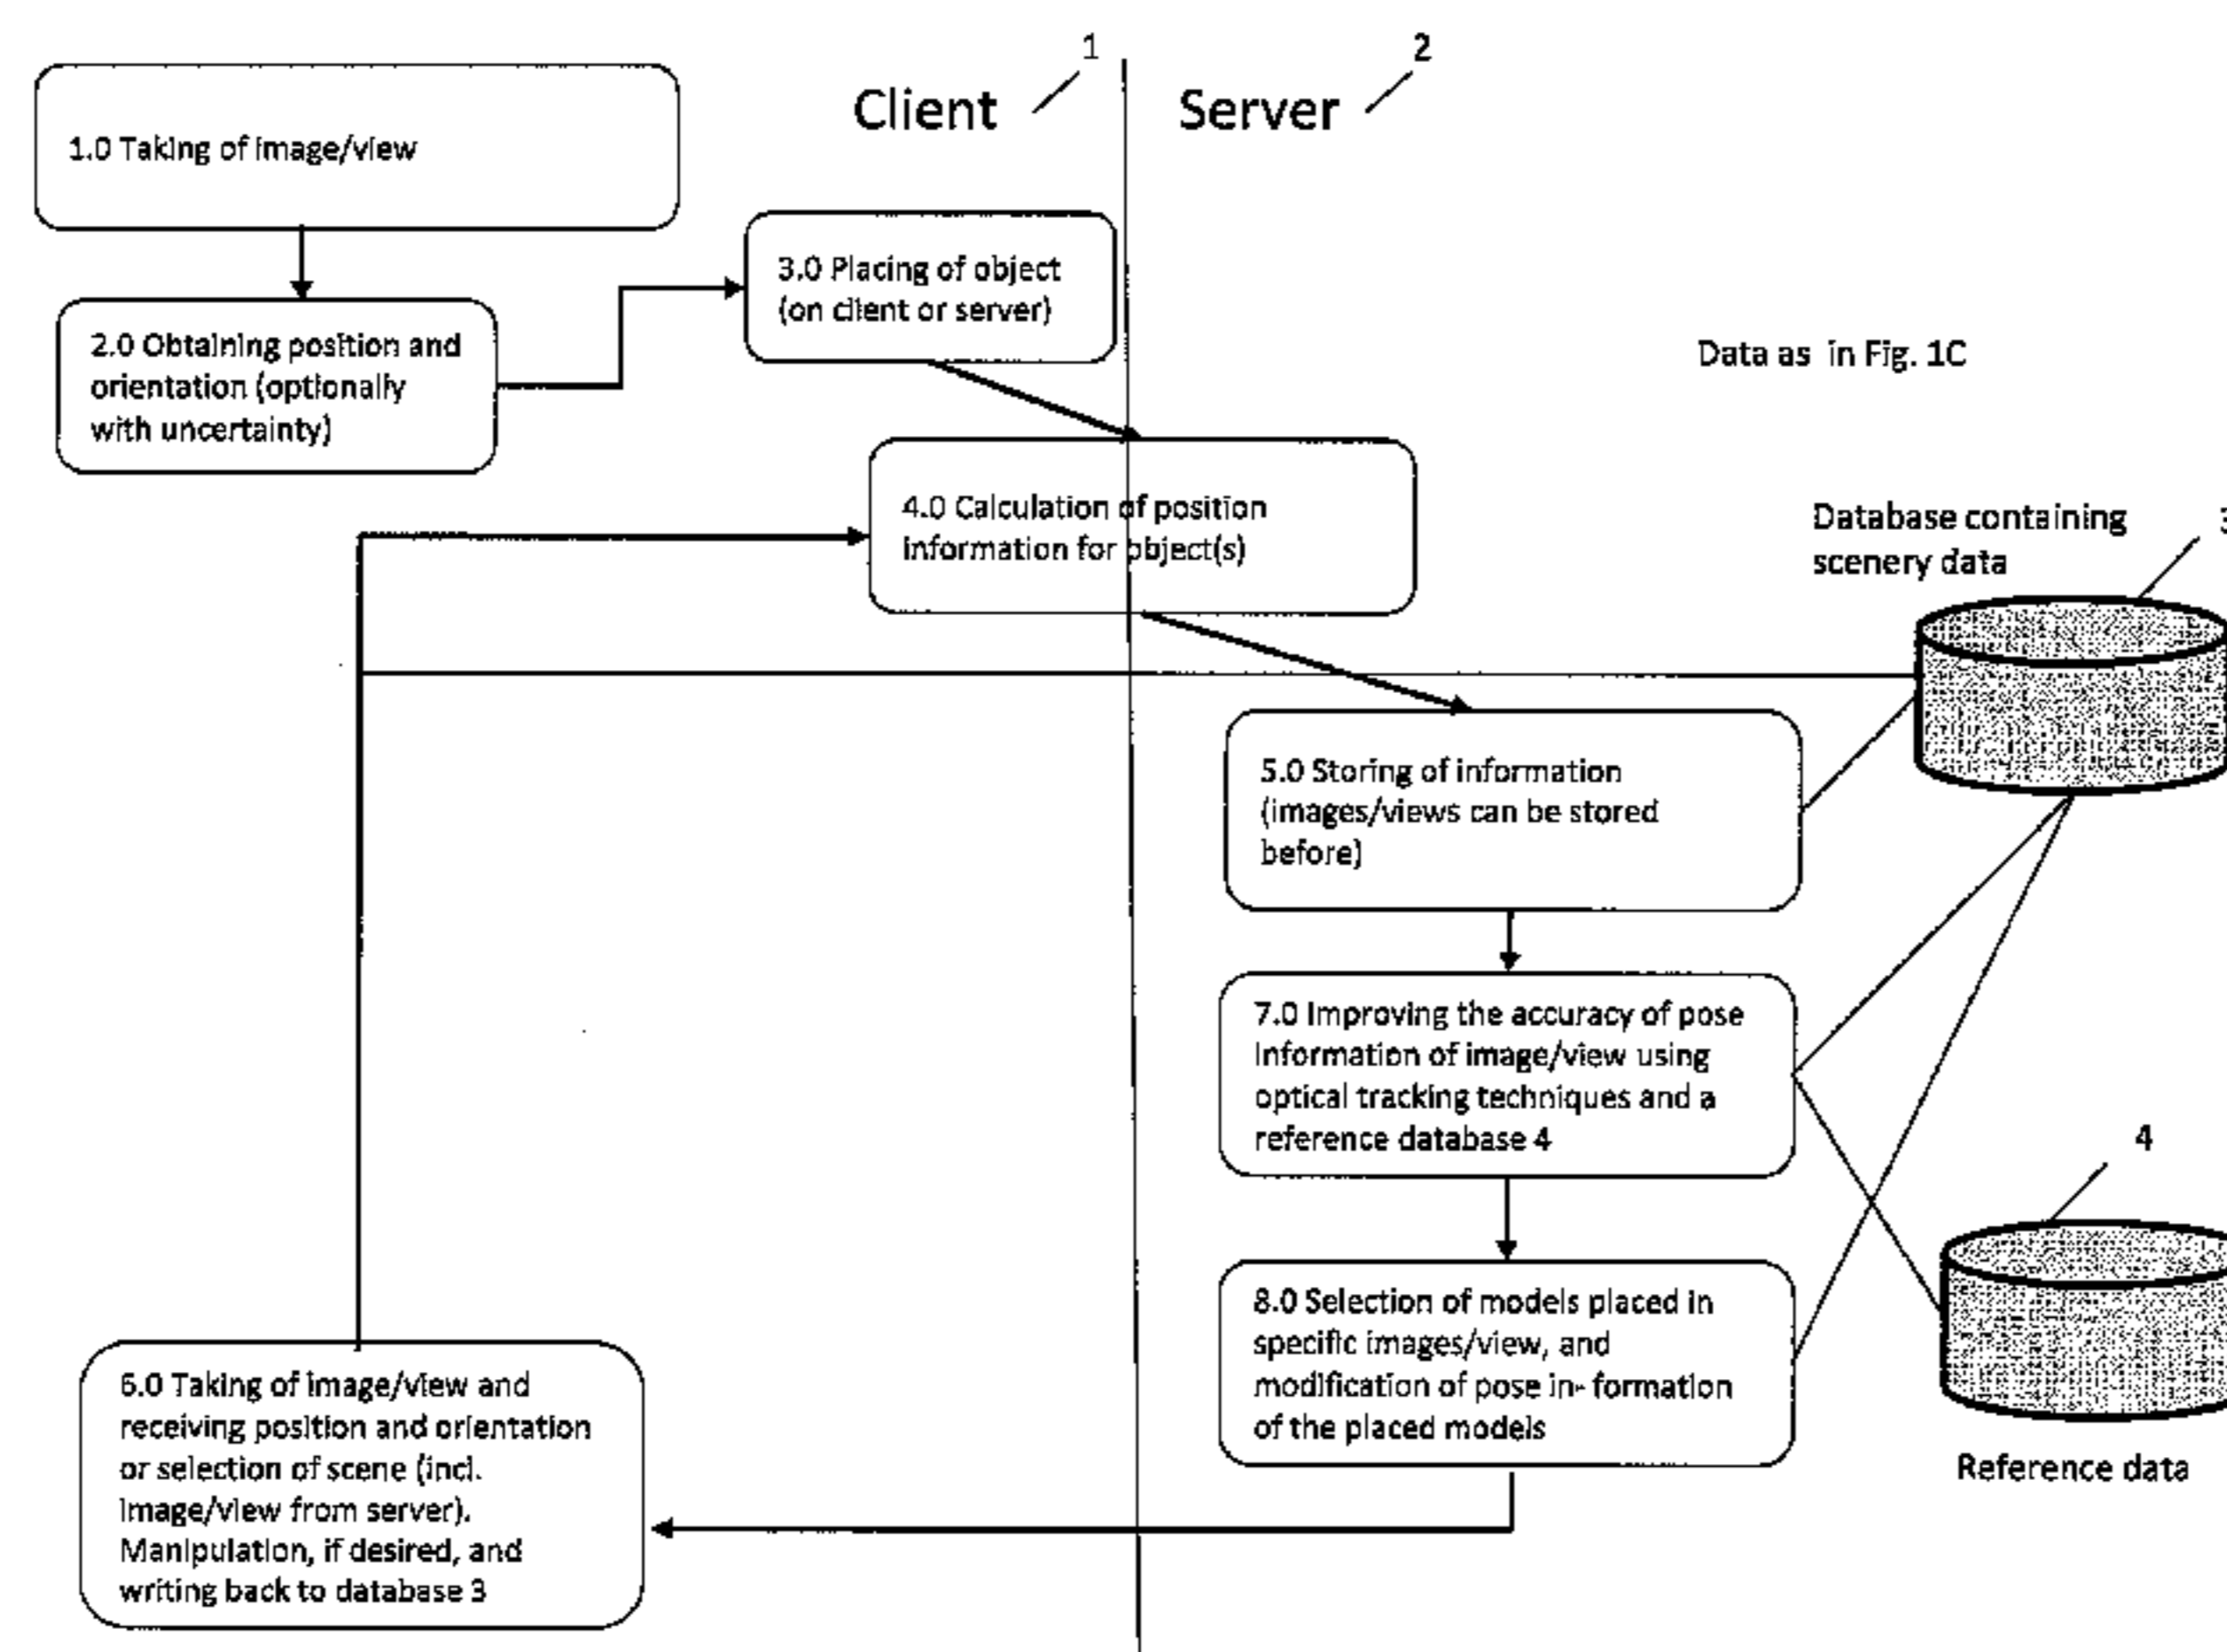 1
2
Client
Server
1.0 Taking of image/view
3.0 Placing of object
(on client or server)
2.0 Obtaining position and
orientation (optionally
with uncertainty)
Data as in Fig. 1C
4.0 Calculation of position
information for object(s)
Database containing
scenery data
3
5.0 Storing of information
(images/views can be stored
before)
7.0 Improving the accuracy of pose
information of image/view using
optical tracking techniques and a
reference database 4
4
8.0 Selection of models placed in
specific images/view, and
modification of pose in- formation
of the placed models
Reference data
6.0 Taking of image/view and
receiving position and orientation
or selection of scene (incl.
image/view from server).
Manipulation, if desired, and
writing back to database 3